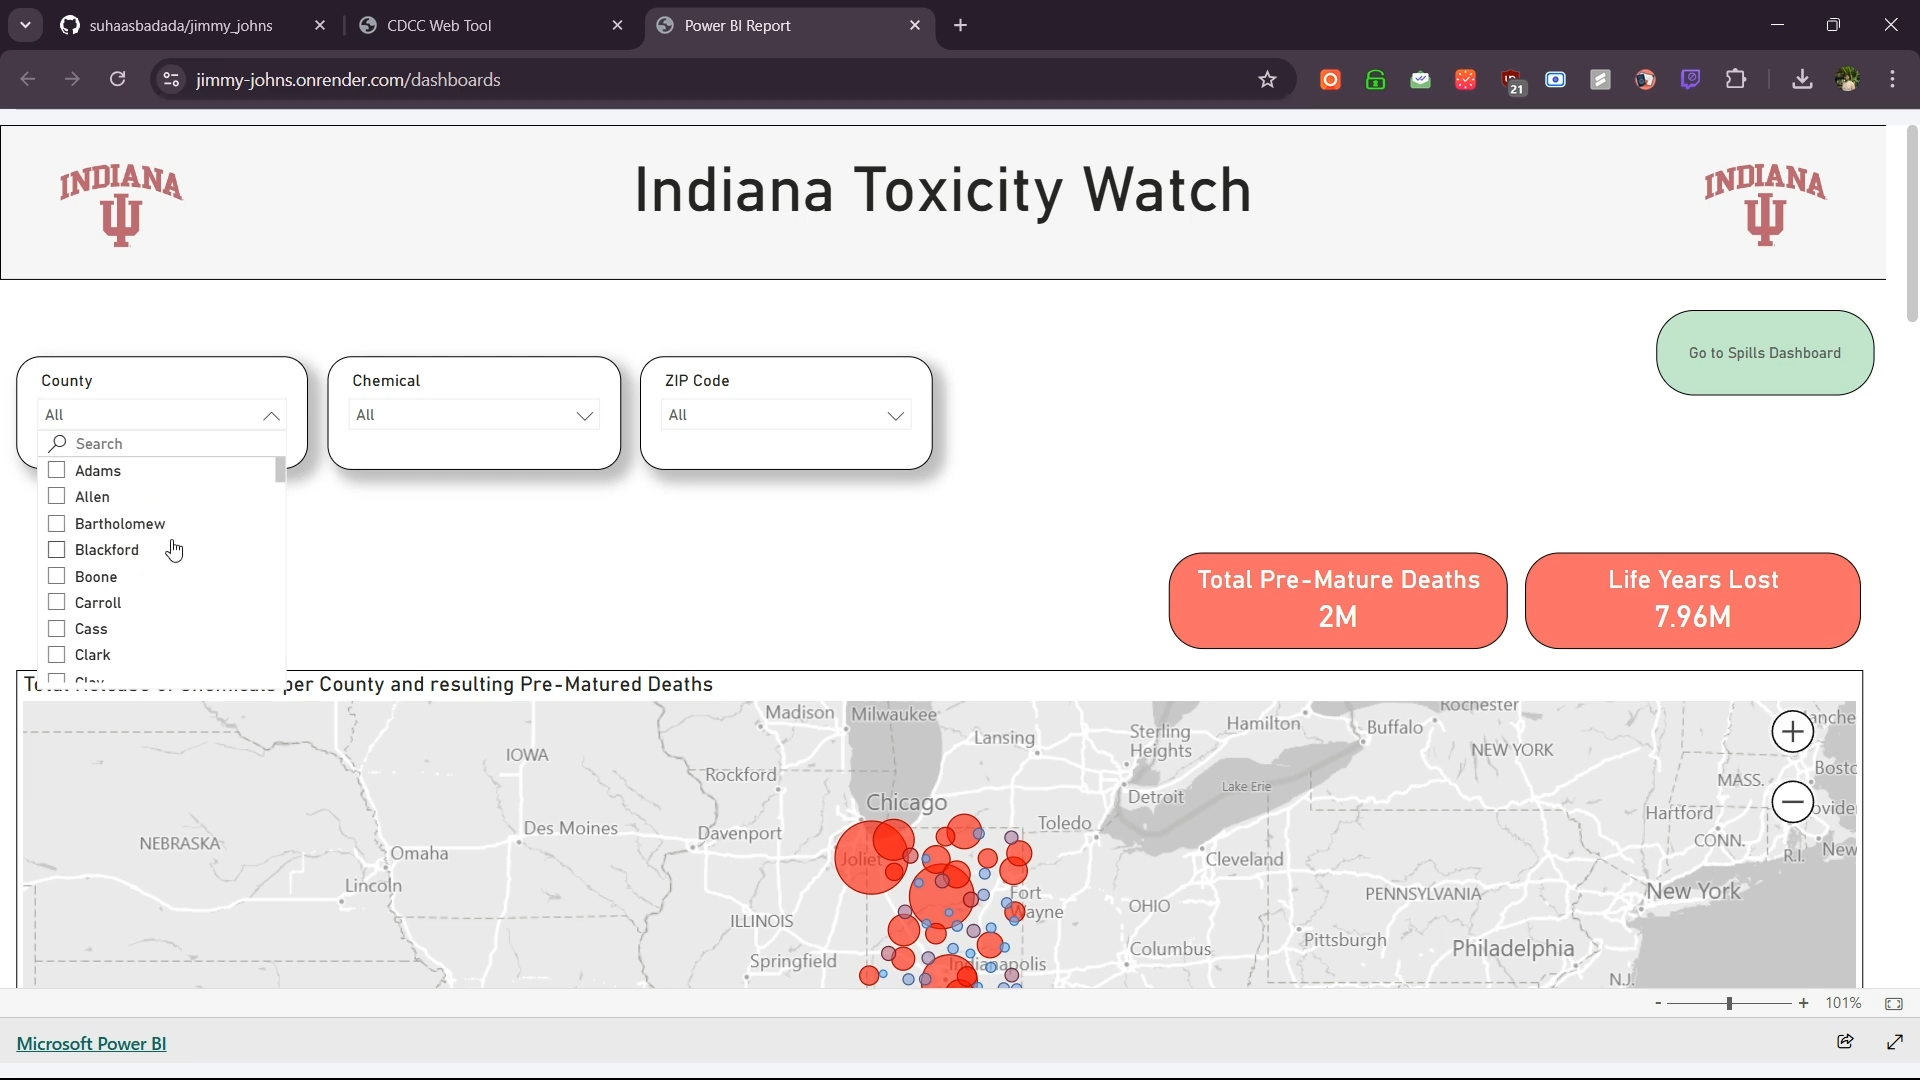 suhaasbadada/jimmy_johns
CDCC Web Tool
Power BI Report
jimmy-johns.onrender.com/dashboards
21
INDIANA
Indiana Toxicity Watch
INDIANA
Go to Spills Dashboard
County
Chemical
ZIP Code
All
All
All
Search
Adams
Allen
Bartholomew
Blackford
Boone
Carroll
Cass
Clark
Clay
Total Pre-Mature Deaths
2M
Life Years Lost
7.96M
per County and resulting Pre-Matured Deaths
Madison
Milwaukee
Rochester
Hamilton
Buffalo
Lansing
Sterling
Heights
NEW YORK
IOWA
Rockford
MASS.
Detroit
Lake Erie
Chicago
Hartford
Des Moines
Davenport
Toledo
NEBRASKA
Omaha
Joliet
Cleveland
CONN.
R.I.
New
Lincoln
Fort
Wayne
PENNSYLVANIA
New York
ILLINOIS
OHIO
Pittsburgh
Philadelphia
Columbus
Springfield
Indianapolis
N.J.
- + 101%
Microsoft Power BI